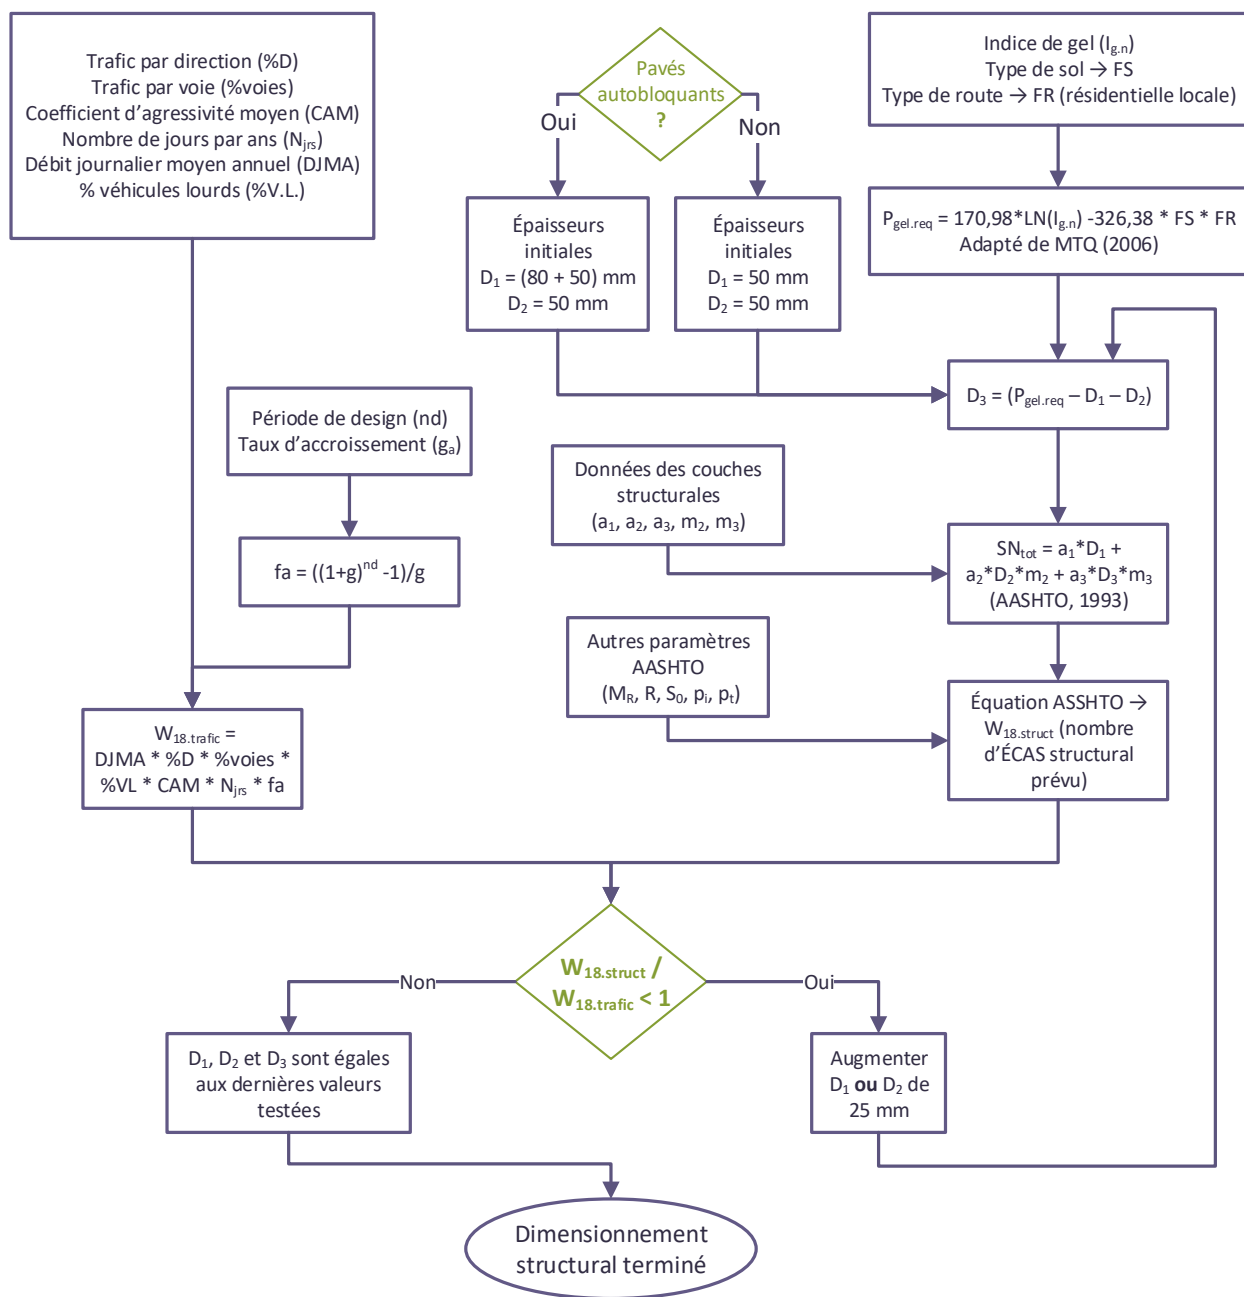 Trafic par direction (%D)
Trafic par voie (%voies)
Coefficient d'agressivité moyen (CAM)
Nombre de jours par ans (Njrs)
Débit journalier moyen annuel (DJMA)
% véhicules lourds (%V.L.)
Pavés
autobloquants
?
Oui
Non
Indice de gel (Ig.n)
Type de sol → FS
Type de route → FR (résidentielle locale)
Épaisseurs
initiales
D1 = (80 + 50) mm
D2 = 50 mm
Épaisseurs
initiales
D1 = 50 mm
D2 = 50 mm
Pgel.req = 170,98*LN(Ig.n) -326,38 * FS * FR
Adapté de MTQ (2006)
D3 = (Pgel.req – D1 – D2)
Période de design (nd)
Taux d'accroissement (ga)
fa = ((1+g)nd -1)/g
Données des couches
structurales
(a1, a2, a3, m2, m3)
SNtot = a1*D1 +
a2*D2*m2 + a3*D3*m3
(AASHTO, 1993)
Autres paramètres
AASHTO
(MR, R, S0, pi, pt)
Équation ASSHTO →
W18.struct (nombre
d'ÉCAS structural
prévu)
W18.trafic =
DJMA * %D * %voies *
%VL * CAM * Njrs * fa
W18.struct /
W18.trafic < 1
Non
Oui
D1, D2 et D3 sont égales
aux dernières valeurs
testées
Augmenter
D1 ou D2 de
25 mm
Dimensionnement
structural terminé